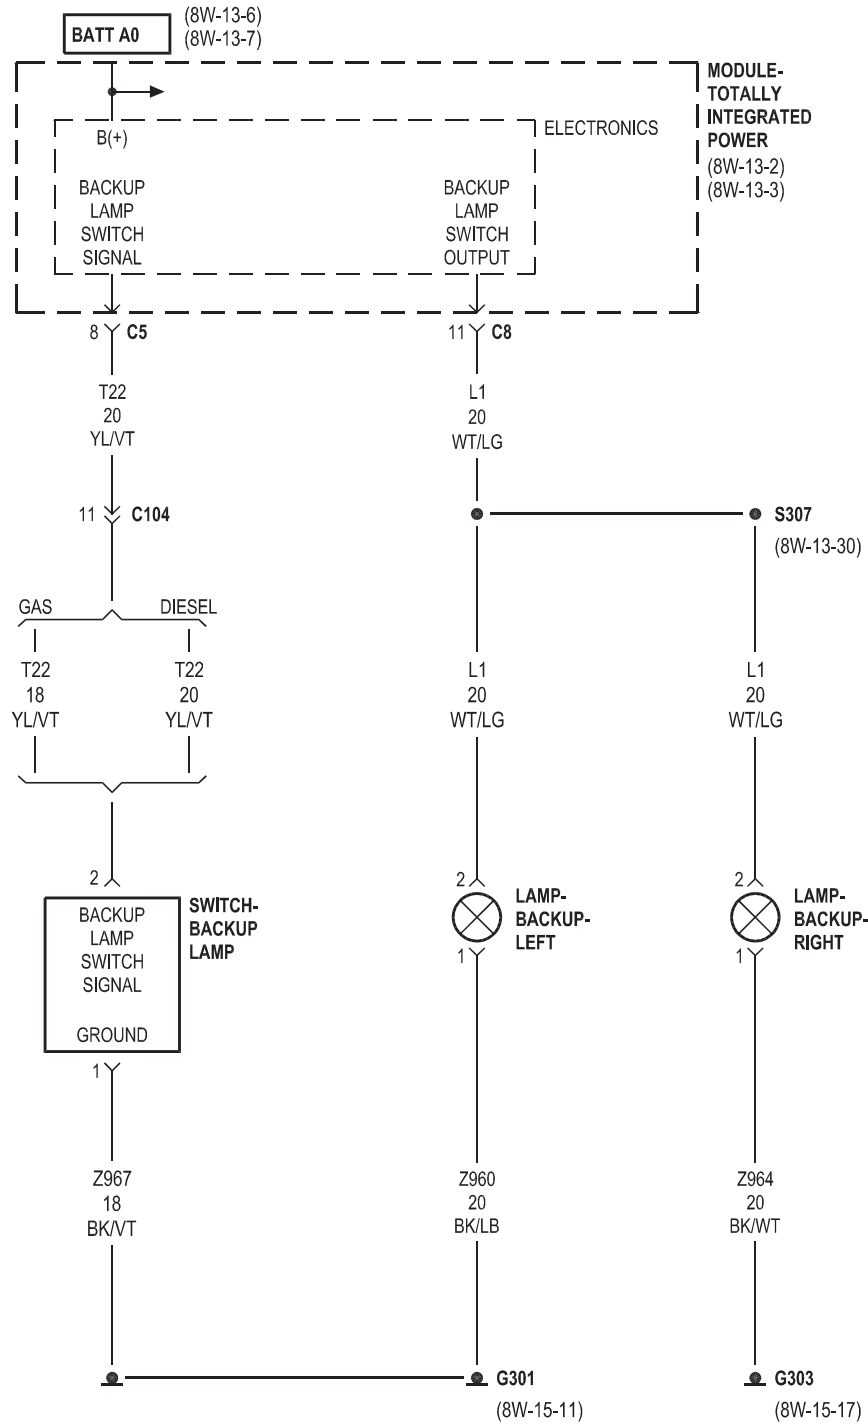 BATT A0
(8W-13-6)
(8W-13-7)
MODULE-
TOTALLY
INTEGRATED
POWER
(8W-13-2)
(8W-13-3)
B(+)
ELECTRONICS
BACKUP
LAMP
SWITCH
SIGNAL
BACKUP
LAMP
SWITCH
OUTPUT
8 C5
11 C8
T22
20
YL/VT
L1
20
WT/LG
11 C104
S307
(8W-13-30)
GAS
DIESEL
T22
18
YL/VT
T22
20
YL/VT
L1
20
WT/LG
L1
20
WT/LG
2
BACKUP
LAMP
SWITCH
SIGNAL
GROUND
SWITCH-
BACKUP
LAMP
1
2
LAMP-
BACKUP-
LEFT
1
2
LAMP-
BACKUP-
RIGHT
1
Z967
18
BK/VT
Z960
20
BK/LB
Z964
20
BK/WT
G301
(8W-15-11)
G303
(8W-15-17)